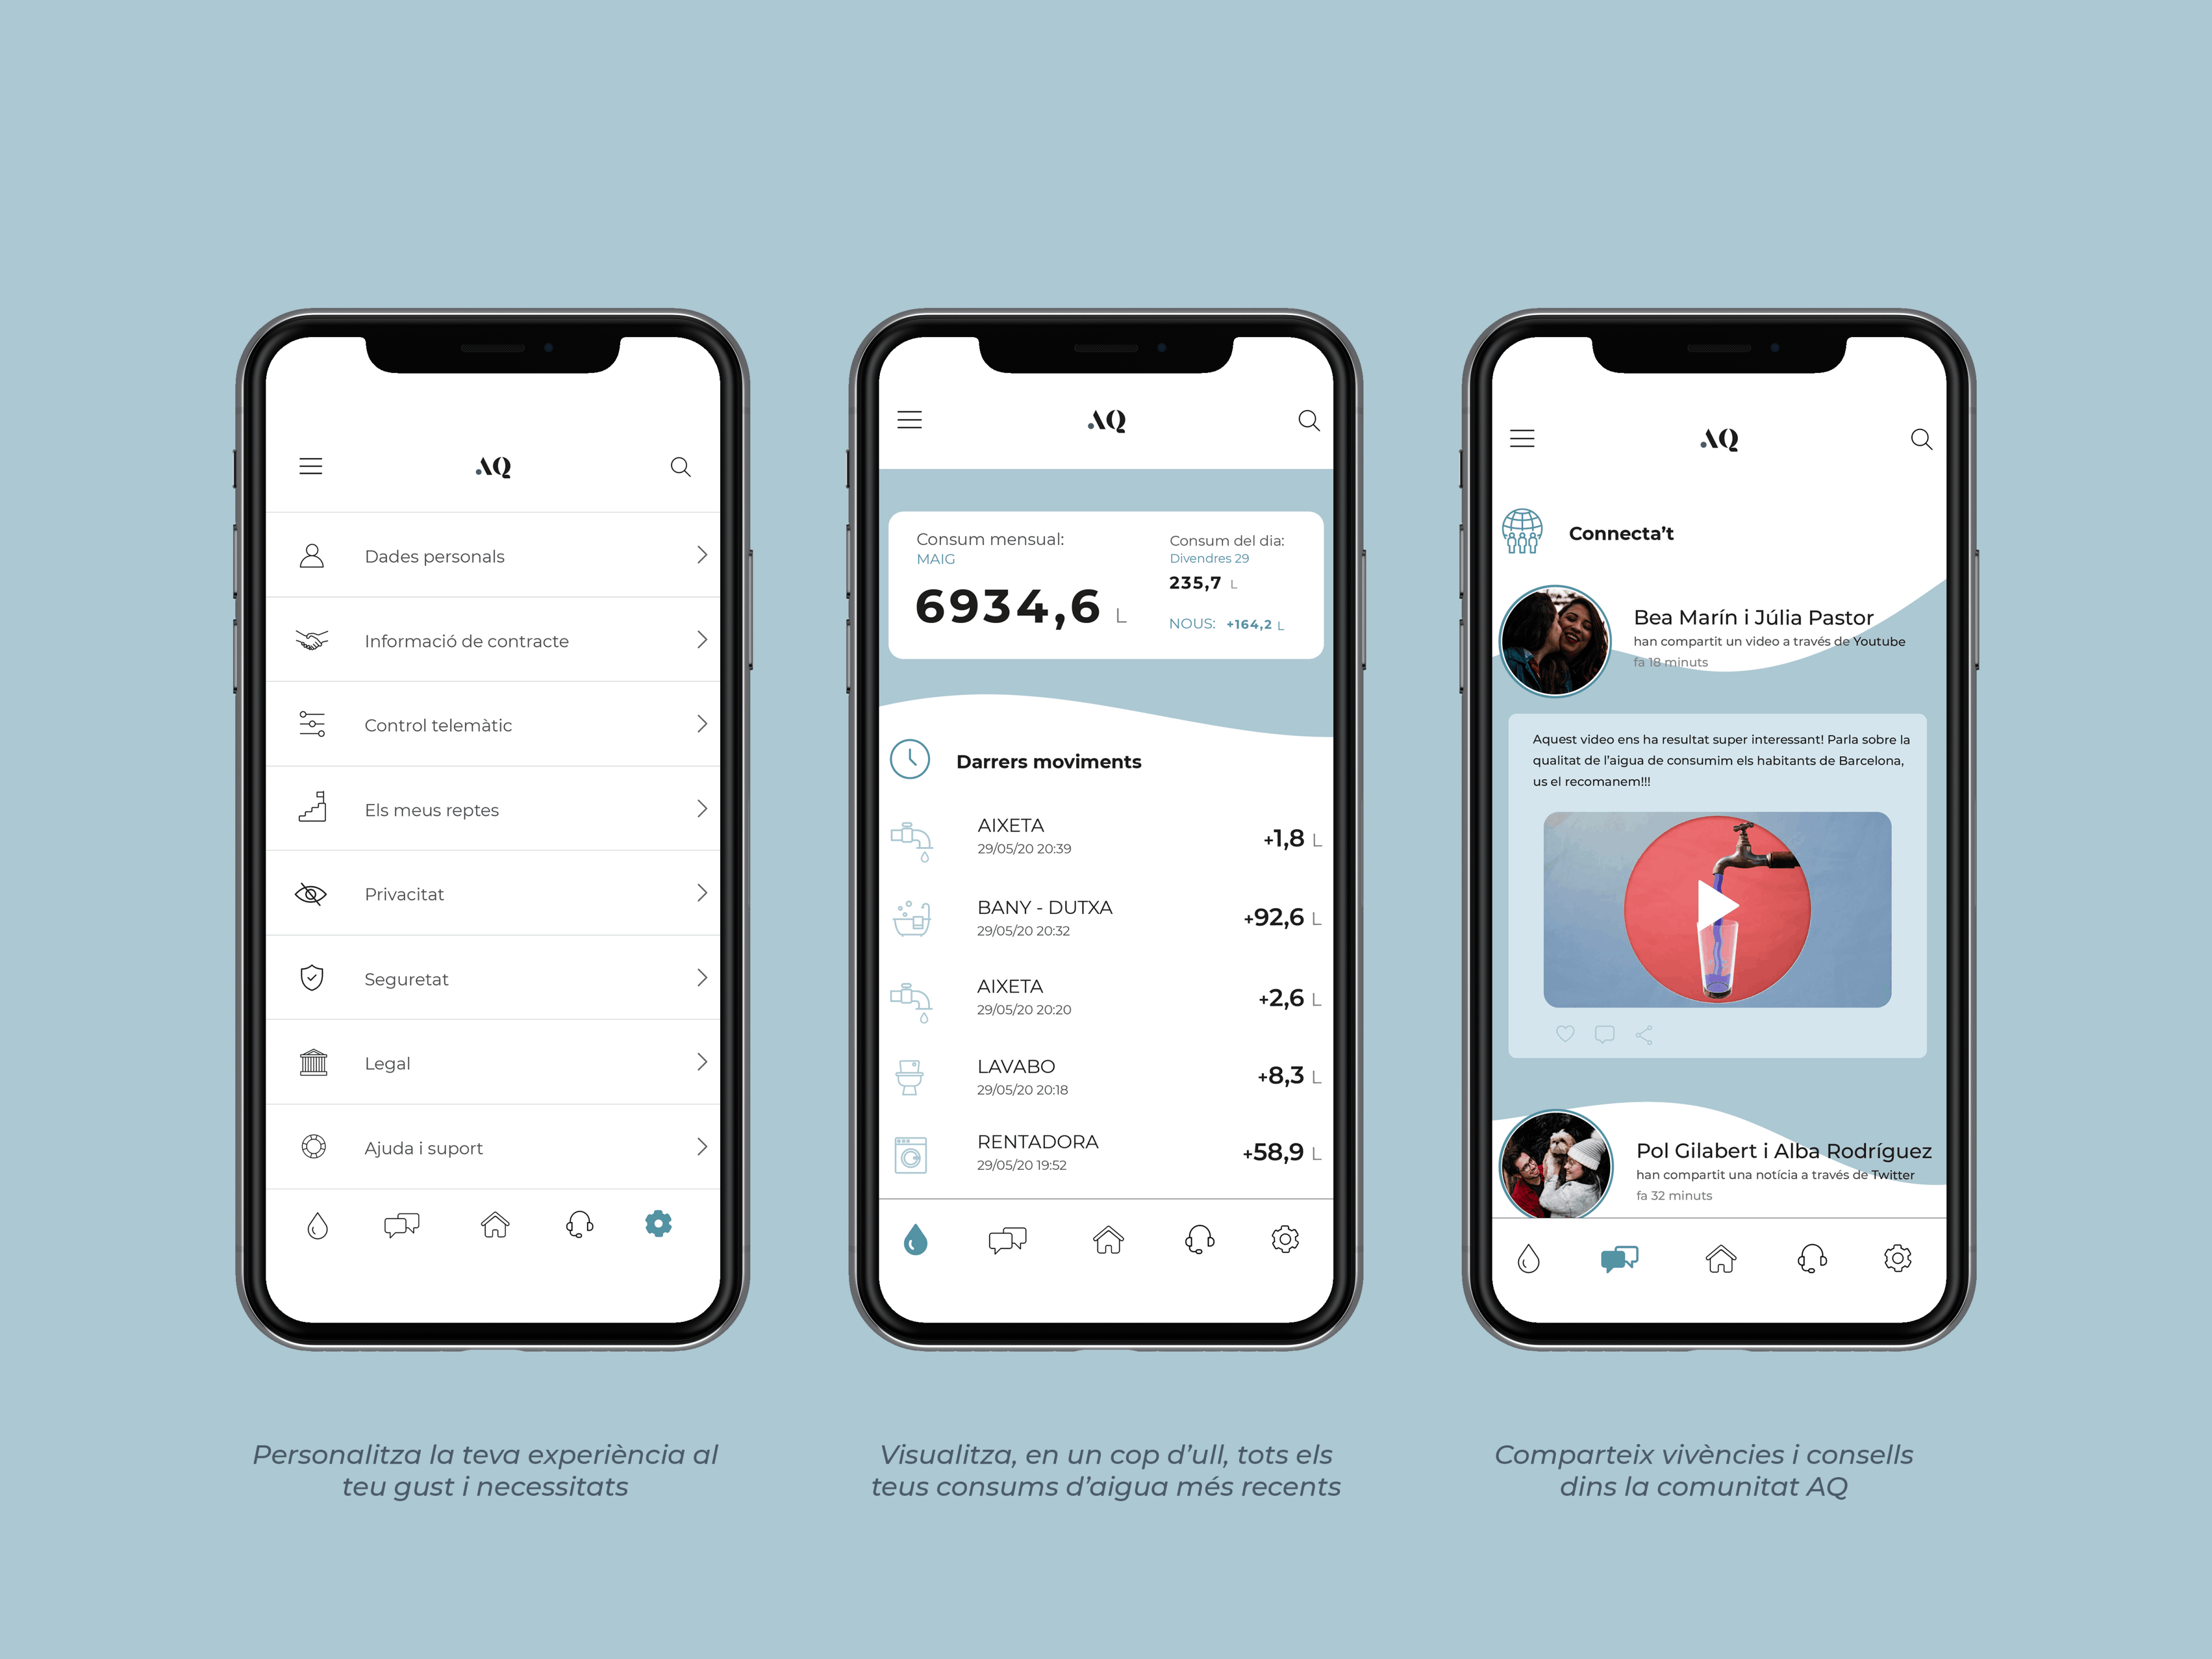 AQ
Dades personals
Informació de contracte
Control telemàtic
Els meus reptes
Privacitat
Seguretat
Legal
Ajuda i suport
Personalitza la teva experiència al
teu gust i necessitats
AQ
Consum mensual:
MAIG
6934,6 L
Consum del dia:
Divendres 29
235,7 L
NOUS: +164,2 L
Darrers moviments
AIXETA
29/05/20 20:39
+1,8 L
BANY - DUTXA
29/05/20 20:32
+92,6 L
AIXETA
29/05/20 20:20
+2,6 L
LAVABO
29/05/20 20:18
+8,3 L
RENTADORA
29/05/20 19:52
+58,9 L
Visualitza, en un cop d’ull, tots els
teus consums d’aigua més recents
AQ
Connecta’t
Bea Marín i Júlia Pastor
han compartit un video a través de Youtube
fa 18 minuts
Aquest video ens ha resultat super interessant! Parla sobre la
qualitat de l’aigua de consumim els habitants de Barcelona,
us el recomanem!!!
Pol Gilabert i Alba Rodríguez
han compartit una notícia a través de Twitter
fa 32 minuts
Comparteix vivències i consells
dins la comunitat AQ